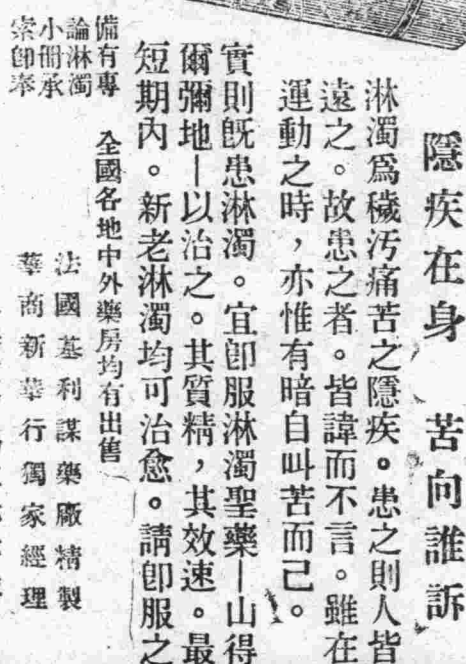 隱疾在身　苦向誰訴
淋濁爲穢汚痛苦之隱疾。患之則人皆
遠之。故患之者。皆諱而不言。雖在
運動之時，亦惟有暗自叫苦而己。
實則旣患淋濁。宜卽服淋濁聖藥—山得
爾彌地—以治之。其質精，其效速。最
短期內。新老淋濁均可治愈。請卽服之
全國各地中外藥房均有出售
備有專
論淋濁
小冊承
索卽奉
法國基利謀藥廠精製
華商新華行獨家經理